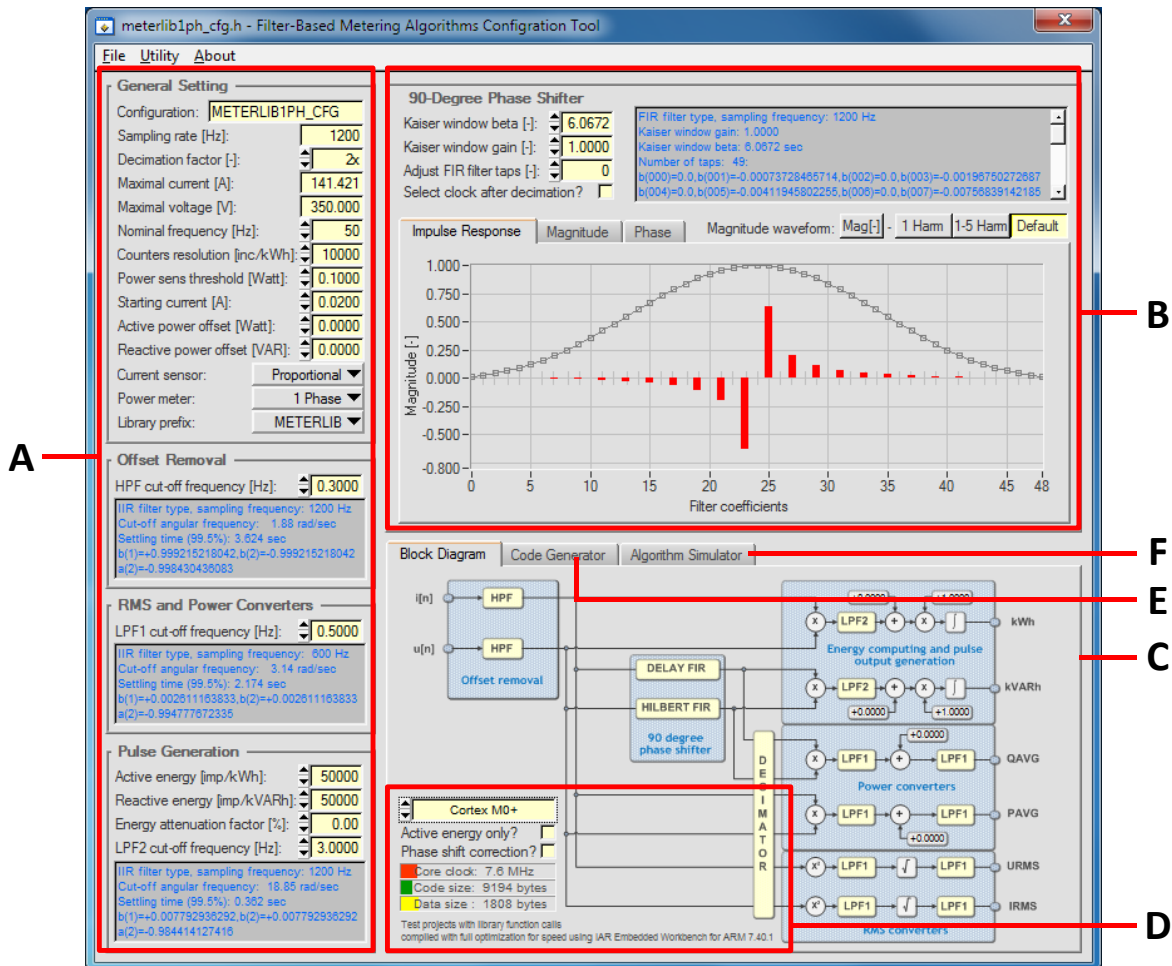 meterlib1ph_cfg.h - Filter-Based Metering Algorithms Configration Tool
x
File Utility About
General Setting
Configuration: METERLIB1PH_CFG
Sampling rate [Hz]: 1200
Decimation factor [-]: 2x
Maximal current [A]: 141.421
Maximal voltage [V]: 350.000
Nominal frequency [Hz]: 50
Counters resolution [inc/kWh]: 10000
Power sens threshold [Watt]: 0.1000
Starting current [A]: 0.0200
Active power offset [Watt]: 0.0000
Reactive power offset [VAR]: 0.0000
Current sensor: Proportional
Power meter: 1 Phase
Library prefix: METERLIB
A
Offset Removal
HPF cut-off frequency [Hz]: 0.3000
IIR filter type, sampling frequency: 1200 Hz
Cut-off angular frequency: 1.88 rad/sec
Settling time (99.5%): 3.624 sec
b(1)=+0.999215218042,b(2)=-0.999215218042
a(2)=-0.998430436083
RMS and Power Converters
LPF1 cut-off frequency [Hz]: 0.5000
IIR filter type, sampling frequency: 600 Hz
Cut-off angular frequency: 3.14 rad/sec
Settling time (99.5%): 2.174 sec
b(1)=+0.002611163833,b(2)=+0.002611163833
a(2)=-0.994777672335
Pulse Generation
Active energy [imp/kWh]: 50000
Reactive energy [imp/kVARh]: 50000
Energy attenuation factor [%]: 0.00
LPF2 cut-off frequency [Hz]: 3.0000
IIR filter type, sampling frequency: 1200 Hz
Cut-off angular frequency: 18.85 rad/sec
Settling time (99.5%): 0.362 sec
b(1)=+0.007792936292,b(2)=+0.007792936292
a(2)=-0.984414127416
90-Degree Phase Shifter
Kaiser window beta [-]: 6.0672
Kaiser window gain [-]: 1.0000
Adjust FIR filter taps [-]: 0
Select clock after decimation?
FIR filter type, sampling frequency: 1200 Hz
Kaiser window gain: 1.0000
Kaiser window beta: 6.0672 sec
Number of taps: 49:
b(000)=0.0,b(001)=-0.00073728465714,b(002)=0.0,b(003)=-0.00196750272687
b(004)=0.0,b(005)=-0.00411945802255,b(006)=0.0,b(007)=-0.00756839142185
Impulse Response Magnitude Phase Magnitude waveform: Mag[-] - 1 Harm 1-5 Harm Default
Magnitude [-]
1.000
0.750
0.500
0.250
0.000
-0.250
-0.500
-0.800
0 5 10 15 20 25 30 35 40 45 48
Filter coefficients
B
Block Diagram Code Generator Algorithm Simulator
F
E
C
D
i[n] HPF
u[n] HPF
Offset removal
DELAY FIR
HILBERT FIR
90 degree
phase shifter
DECIMATOR
+0.0000 +1.0000
x LPF2 + x ∫ kWh
Energy computing and pulse
output generation
x LPF2 + x ∫ kVARh
+0.0000 +1.0000
+0.0000
x LPF1 + LPF1 QAVG
Power converters
x LPF1 + LPF1 PAVG
+0.0000
x² LPF1 √ LPF1 URMS
x² LPF1 √ LPF1 IRMS
RMS converters
Cortex M0+
Active energy only?
Phase shift correction?
Core clock: 7.6 MHz
Code size: 9194 bytes
Data size : 1808 bytes
Test projects with library function calls
complied with full optimization for speed using IAR Embedded Workbench for ARM 7.40.1